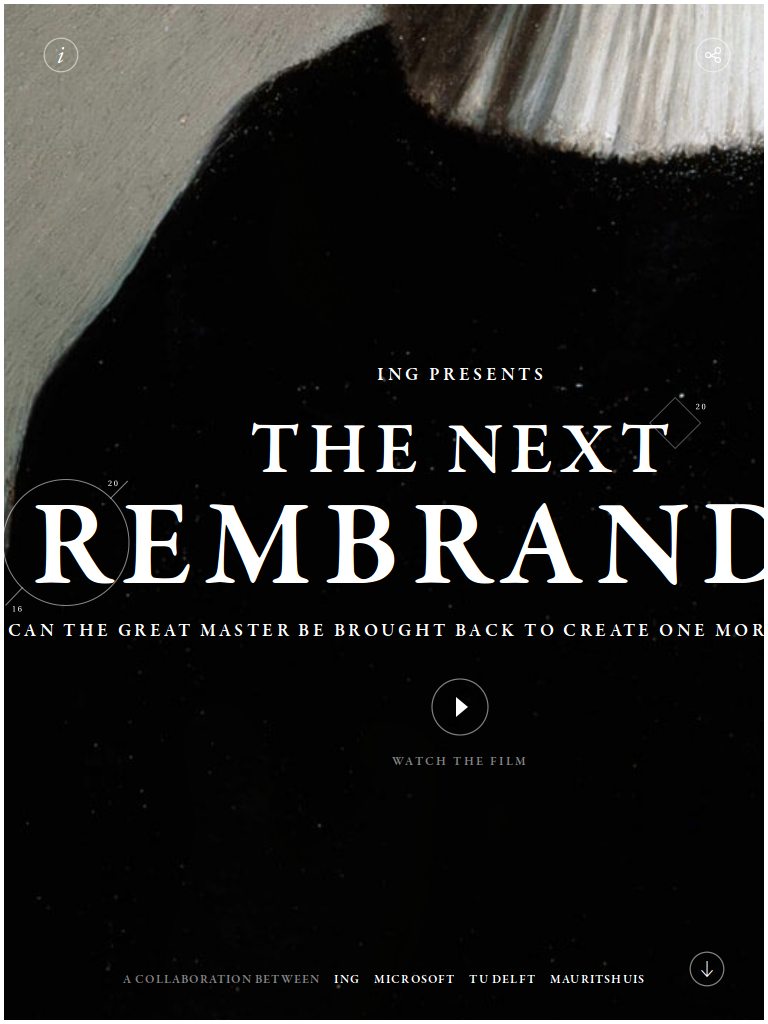 i
ING PRESENTS
20
THE NEXT
20
REMBRAND
16
CAN THE GREAT MASTER BE BROUGHT BACK TO CREATE ONE MOR
WATCH THE FILM
A COLLABORATION BETWEEN ING MICROSOFT TU DELFT MAURITSHUIS